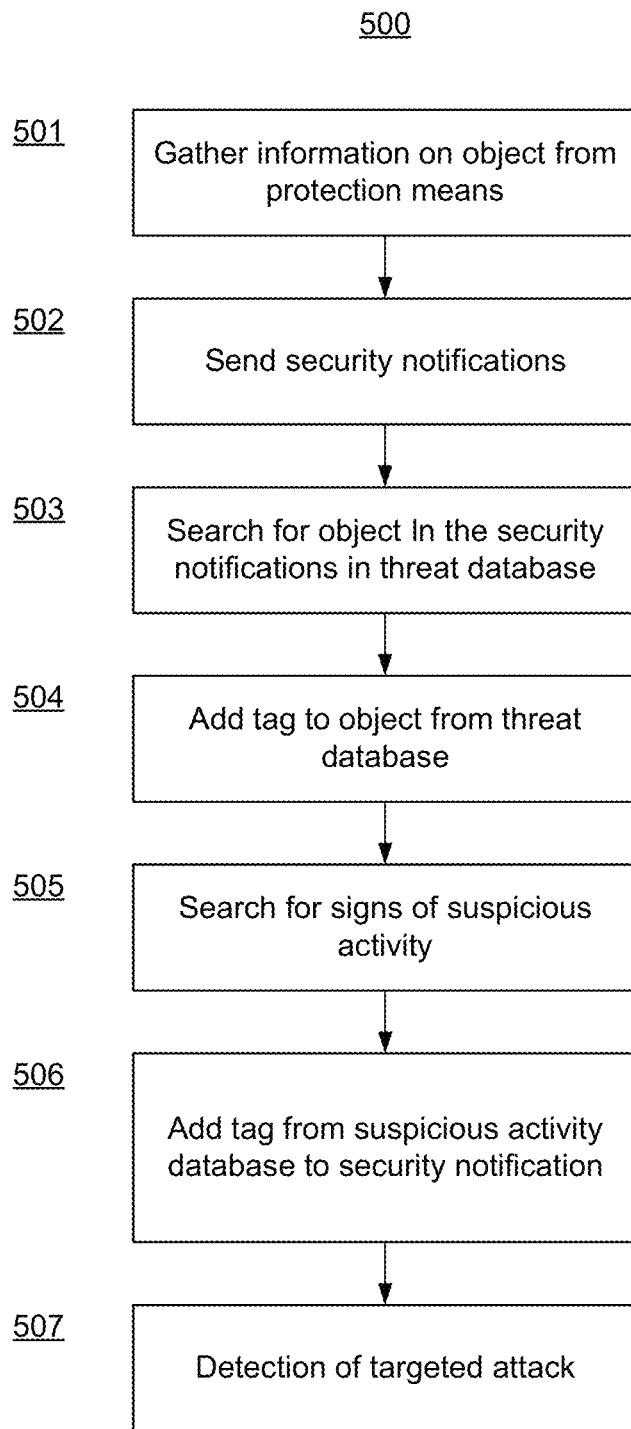 500
501
Gather information on object from
protection means
502
Send security notifications
503
Search for object In the security
notifications in threat database
504
Add tag to object from threat
database
505
Search for signs of suspicious
activity
506
Add tag from suspicious activity
database to security notification
507
Detection of targeted attack